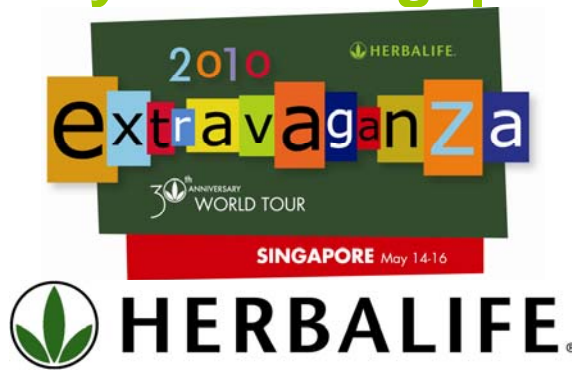 2010
HERBALIFE.
extravaganza
30th ANNIVERSARY
WORLD TOUR
SINGAPORE May 14-16
HERBALIFE®